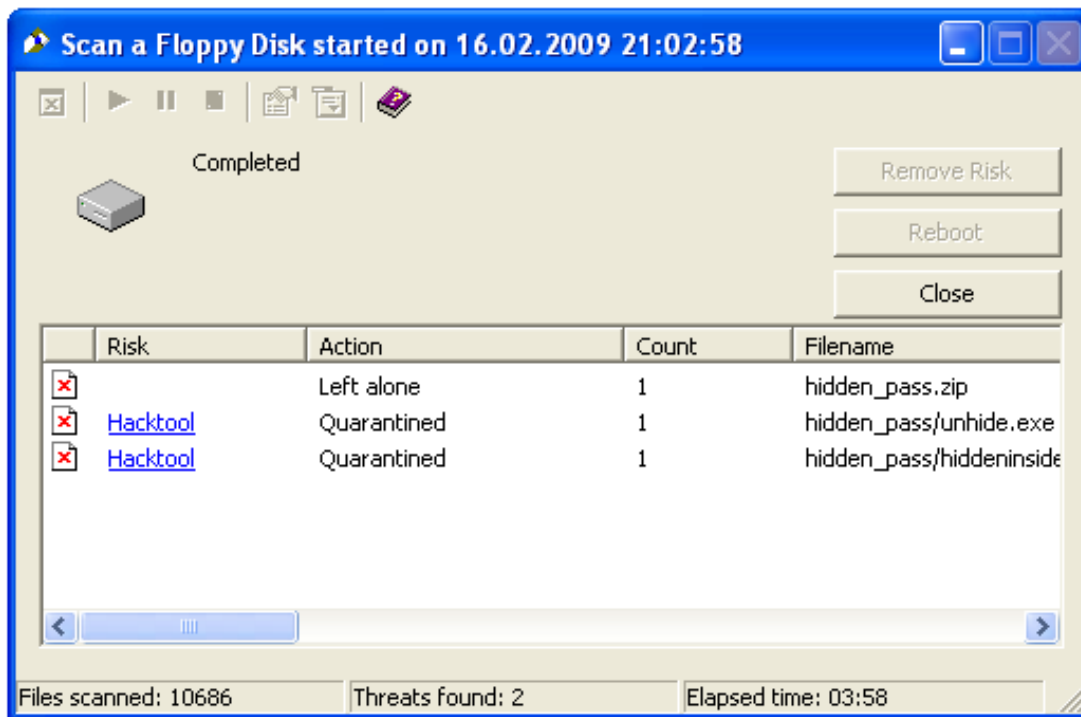 Scan a Floppy Disk started on 16.02.2009 21:02:58
Completed
Remove Risk
Reboot
Close
Risk Action Count Filename
Left alone 1 hidden_pass.zip
Hacktool Quarantined 1 hidden_pass/unhide.exe
Hacktool Quarantined 1 hidden_pass/hiddeninside
Files scanned: 10686 Threats found: 2 Elapsed time: 03:58